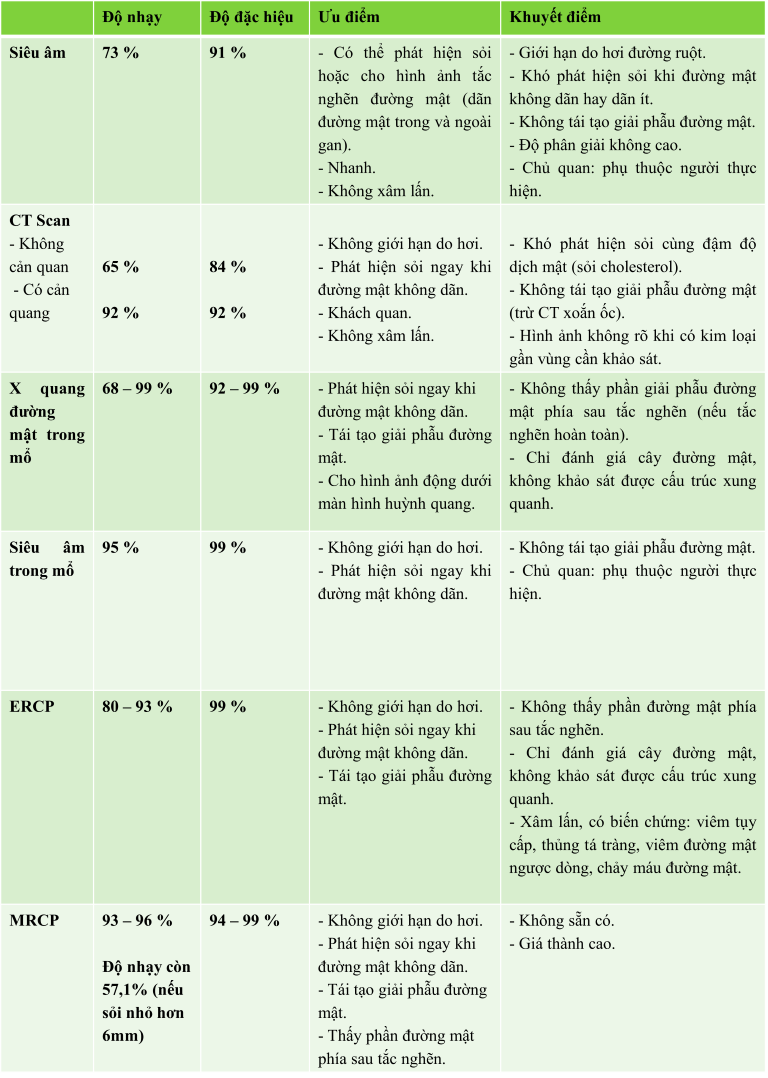 Độ nhạy
Độ đặc hiệu
Ưu điểm
Khuyết điểm
Siêu âm
73 %
91 %
- Có thể phát hiện sỏi
hoặc cho hình ảnh tắc
nghẽn đường mật (dãn
đường mật trong và ngoài
gan).
- Nhanh.
- Không xâm lấn.
- Giới hạn do hơi đường ruột.
- Khó phát hiện sỏi khi đường mật
không dãn hay dãn ít.
- Không tái tạo giải phẫu đường mật.
- Độ phân giải không cao.
- Chủ quan: phụ thuộc người thực
hiện.
CT Scan
- Không
cản quan
- Có cản
quang
65 %
92 %
84 %
92 %
- Không giới hạn do hơi.
- Phát hiện sỏi ngay khi
đường mật không dãn.
- Khách quan.
- Không xâm lấn.
- Khó phát hiện sỏi cùng đậm độ
dịch mật (sỏi cholesterol).
- Không tái tạo giải phẫu đường mật
(trừ CT xoắn ốc).
- Hình ảnh không rõ khi có kim loại
gần vùng cần khảo sát.
X quang
đường
mật trong
mổ
68 – 99 %
92 – 99 %
- Phát hiện sỏi ngay khi
đường mật không dãn.
- Tái tạo giải phẫu đường
mật.
- Cho hình ảnh động dưới
màn hình huỳnh quang.
- Không thấy phần giải phẫu đường
mật phía sau tắc nghẽn (nếu tắc
nghẽn hoàn toàn).
- Chỉ đánh giá cây đường mật,
không khảo sát được cấu trúc xung
quanh.
Siêu âm
trong mổ
95 %
99 %
- Không giới hạn do hơi.
- Phát hiện sỏi ngay khi
đường mật không dãn.
- Không tái tạo giải phẫu đường mật.
- Chủ quan: phụ thuộc người thực
hiện.
ERCP
80 – 93 %
99 %
- Không giới hạn do hơi.
- Phát hiện sỏi ngay khi
đường mật không dãn.
- Tái tạo giải phẫu đường
mật.
- Không thấy phần đường mật phía
sau tắc nghẽn.
- Chỉ đánh giá cây đường mật,
không khảo sát được cấu trúc xung
quanh.
- Xâm lấn, có biến chứng: viêm tụy
cấp, thủng tá tràng, viêm đường mật
ngược dòng, chảy máu đường mật.
MRCP
93 – 96 %
Độ nhạy còn
57,1% (nếu
sỏi nhỏ hơn
6mm)
94 – 99 %
- Không giới hạn do hơi.
- Phát hiện sỏi ngay khi
đường mật không dãn.
- Tái tạo giải phẫu đường
mật.
- Thấy phần đường mật
phía sau tắc nghẽn.
- Không sẵn có.
- Giá thành cao.